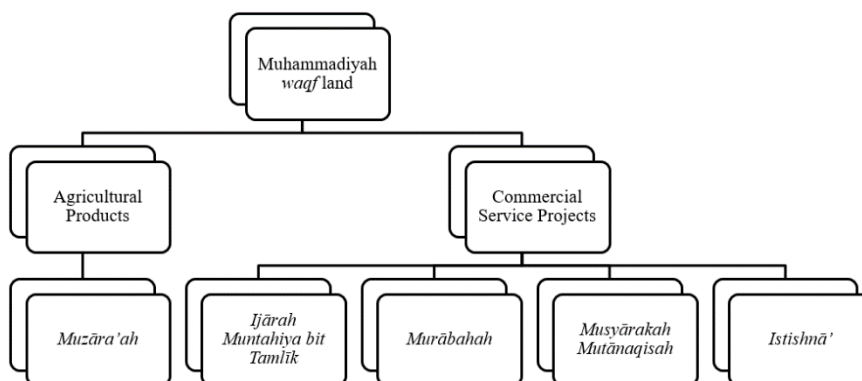 Muhammadiyah
waqf land
Agricultural
Products
Commercial
Service Projects
Muzāra’ah
Ijārah
Muntahiya bit
Tamlīk
Murābahah
Musyārakah
Mutānaqisah
Istishnā’